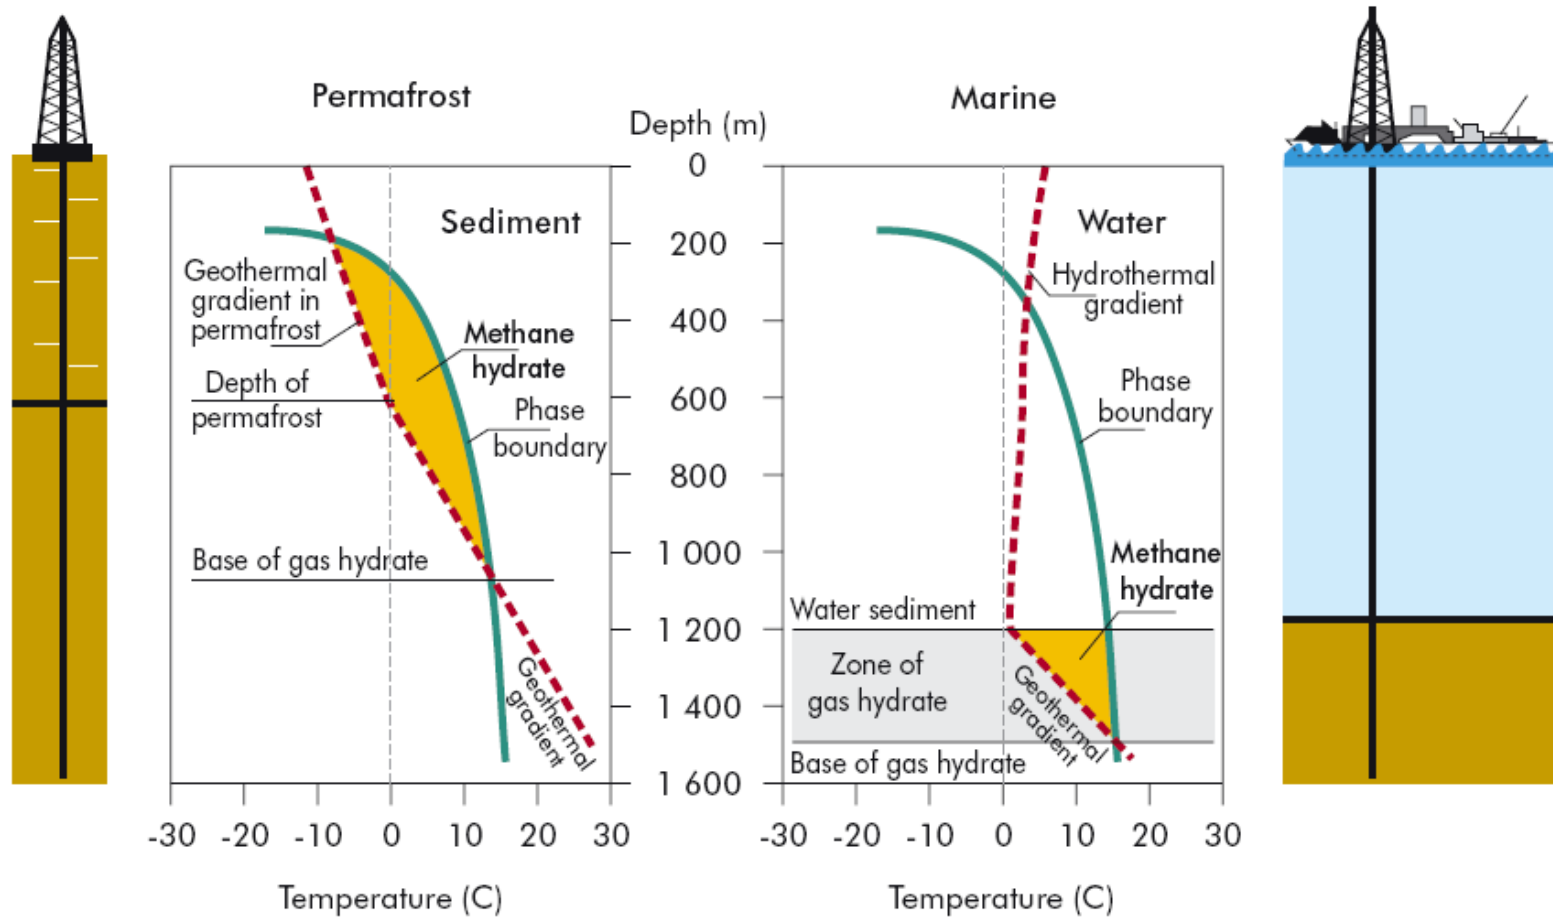 Permafrost
Marine
Depth (m)
0
200
400
600
800
1 000
1 200
1 400
1 600
Sediment
Geothermal
gradient in
permafrost
Methane
hydrate
Depth of
permafrost
Phase
boundary
Base of gas hydrate
Geothermal
gradient
-30 -20 -10 0 10 20 30
Temperature (C)
Water
Hydrothermal
gradient
Phase
boundary
Methane
hydrate
Water sediment
Zone of
gas hydrate
Geothermal
gradient
Base of gas hydrate
-30 -20 -10 0 10 20 30
Temperature (C)